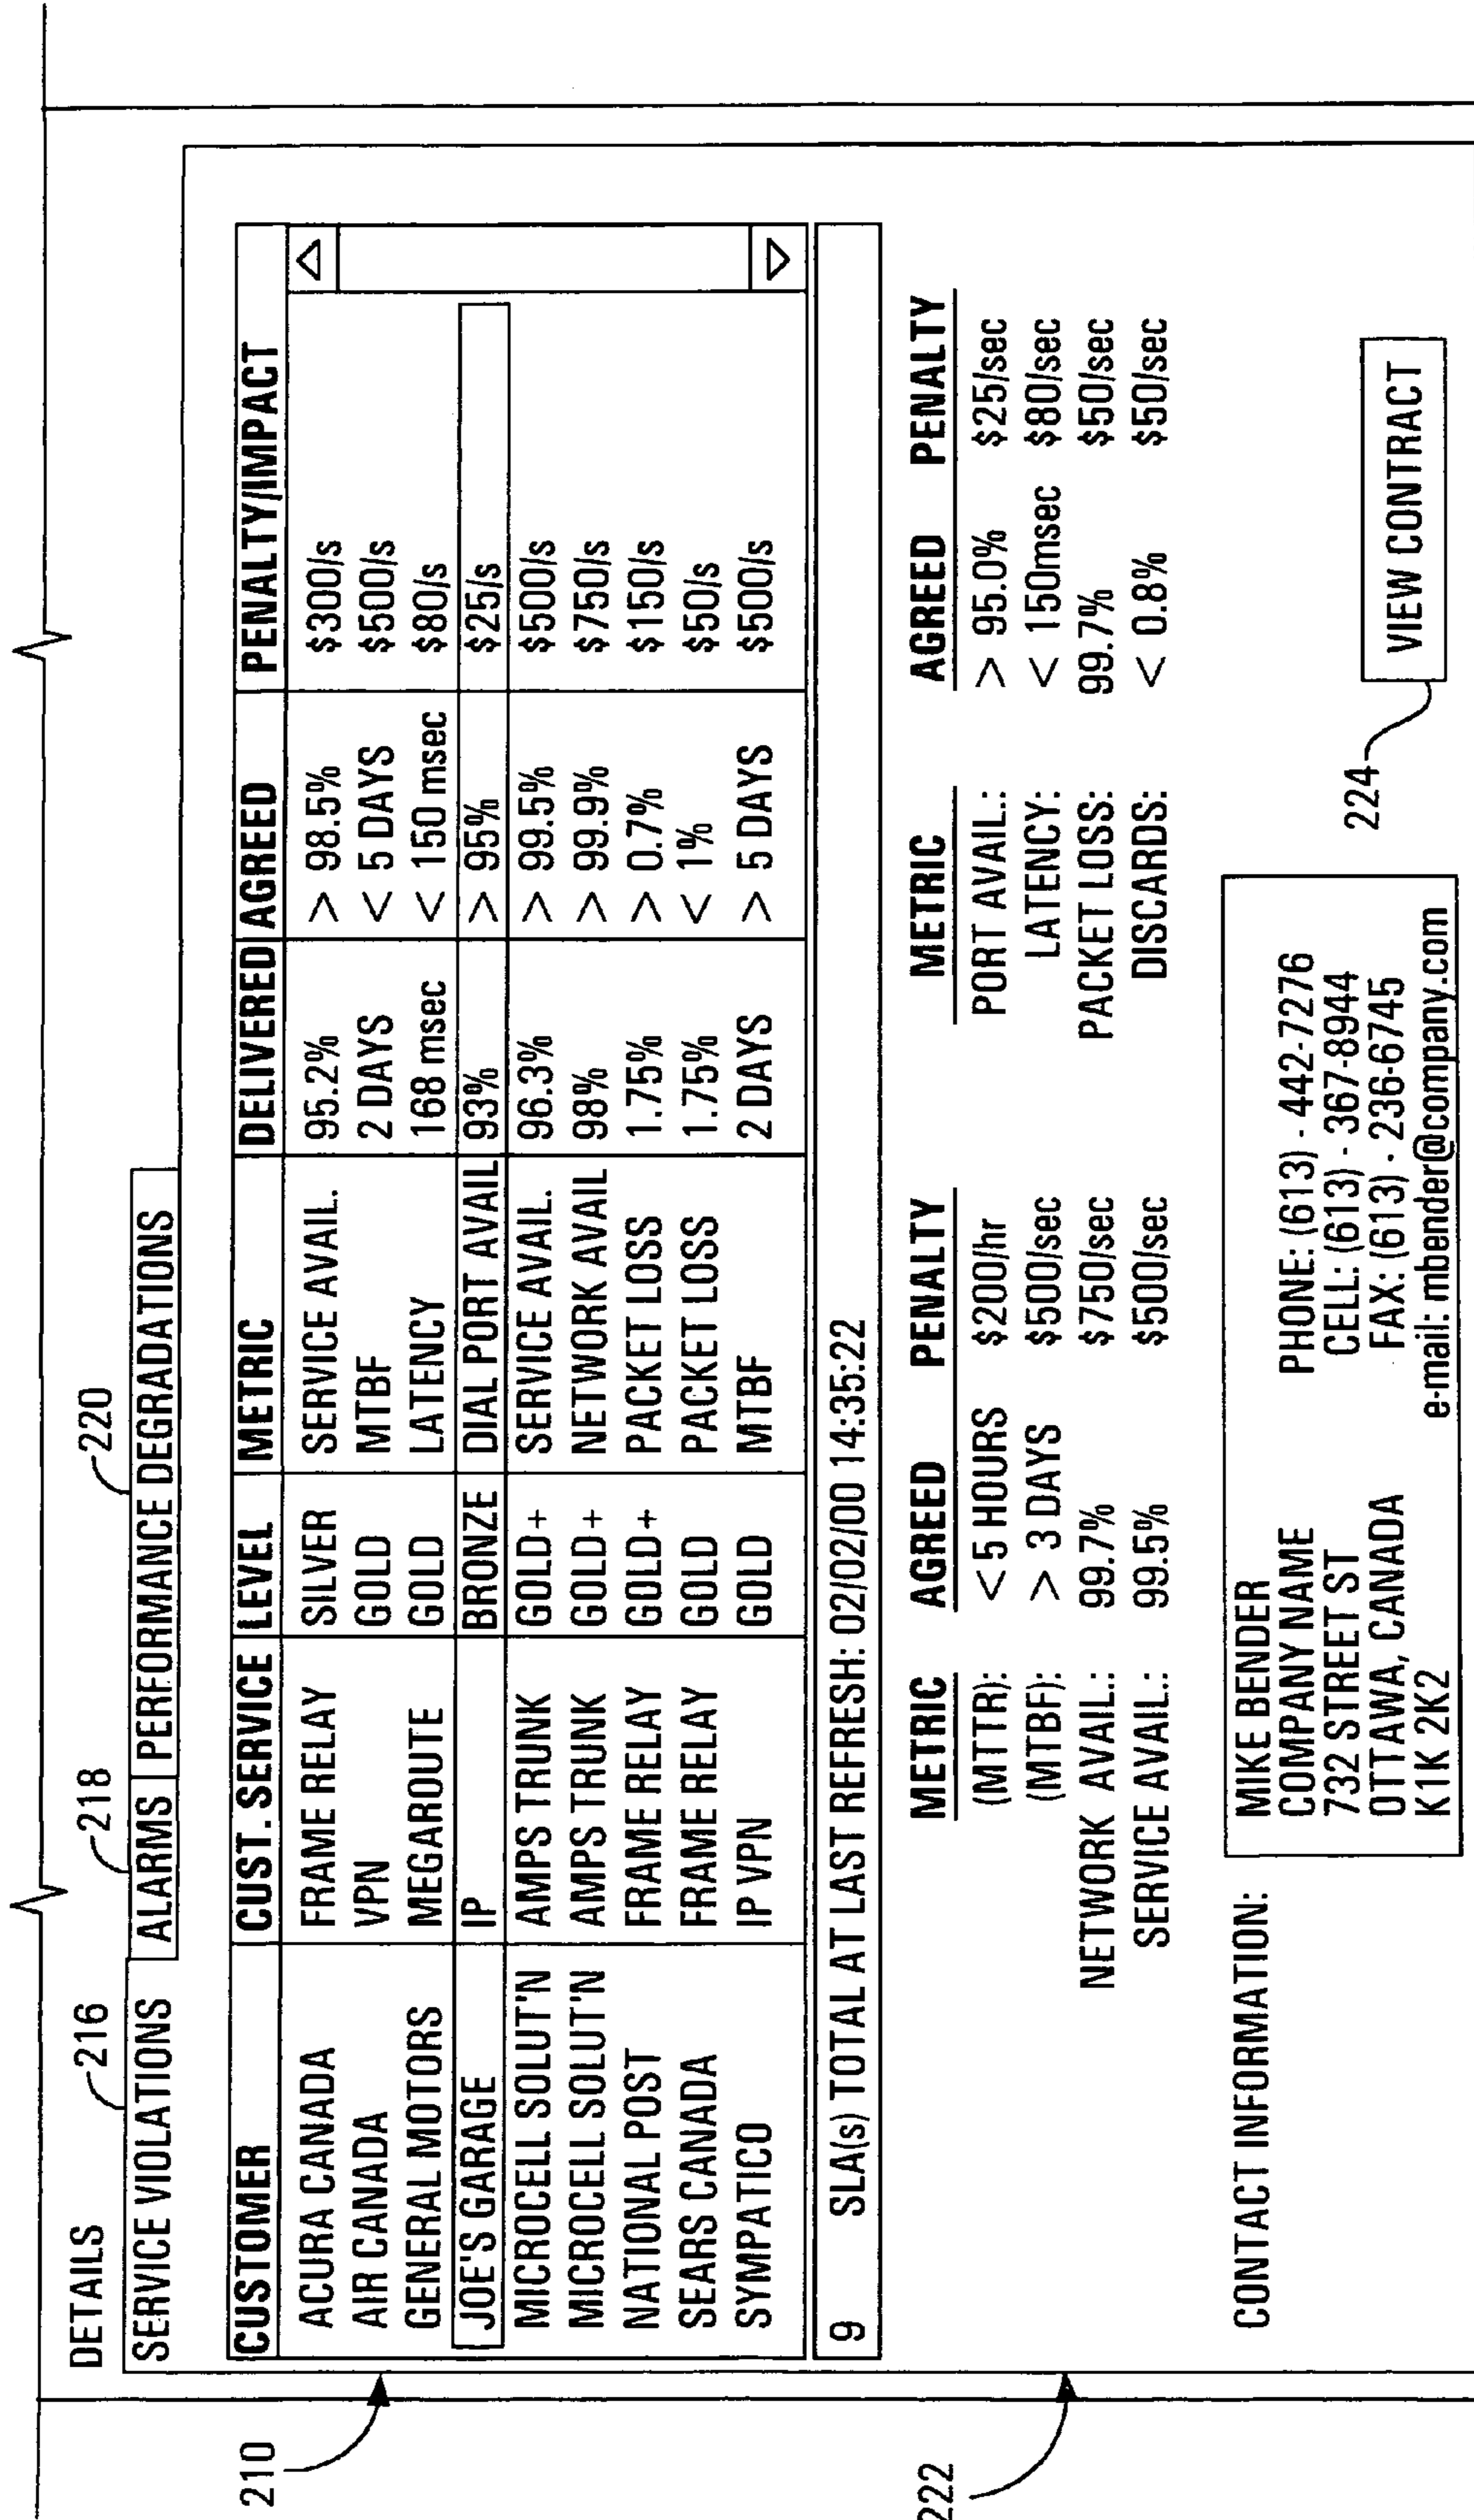 DETAILS
216
218
220
SERVICE VIOLATIONS ALARMS PERFORMANCE DEGRADATIONS
210
CUSTOMER CUST. SERVICE LEVEL METRIC DELIVERED AGREED PENALTY/IMPACT
ACURA CANADA FRAME RELAY SILVER SERVICE AVAIL. 95.2% > 98.5% $300/s
AIR CANADA VPN GOLD MTBF 2 DAYS < 5 DAYS $500/s
GENERAL MOTORS MEGAROUTE GOLD LATENCY 168 msec < 150 msec $80/s
JOE'S GARAGE IP BRONZE DIAL PORT AVAIL 93% > 95% $25/s
MICROCELL SOLUT'N AMPS TRUNK GOLD+ SERVICE AVAIL. 96.3% > 99.5% $500/s
MICROCELL SOLUT'N AMPS TRUNK GOLD+ NETWORK AVAIL 98% > 99.9% $750/s
NATIONAL POST FRAME RELAY GOLD+ PACKET LOSS 1.75% > 0.7% $150/s
SEARS CANADA FRAME RELAY GOLD PACKET LOSS 1.75% < 1% $50/s
SYMPATICO IP VPN GOLD MTBF 2 DAYS > 5 DAYS $500/s
9 SLA(s) TOTAL AT LAST REFRESH: 02/02/00 14:35:22
222
METRIC AGREED PENALTY METRIC AGREED PENALTY
(MTTR): < 5 HOURS $200/hr PORT AVAIL.: > 95.0% $25/sec
(MTBF): > 3 DAYS $500/sec LATENCY: < 150msec $80/sec
NETWORK AVAIL.: 99.7% $750/sec PACKET LOSS: 99.7% $50/sec
SERVICE AVAIL.: 99.5% $500/sec DISCARDS: < 0.8% $50/sec
CONTACT INFORMATION:
MIKE BENDER
COMPANY NAME PHONE: (613) - 442-7276
732 STREET ST CELL: (613) - 367-8944
OTTAWA, CANADA FAX: (613) - 236-6745
K1K 2K2 e-mail: mbender@company.com
224
VIEW CONTRACT